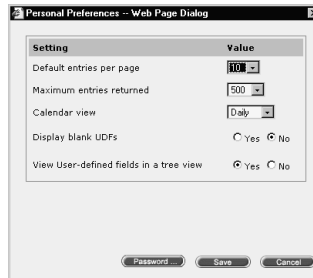 Personal Preferences -- Web Page Dialog
Setting Value
Default entries per page 10
Maximum entries returned 500
Calendar view Daily
Display blank UDFs Yes No
View User-defined fields in a tree view Yes No
Password ... Save Cancel